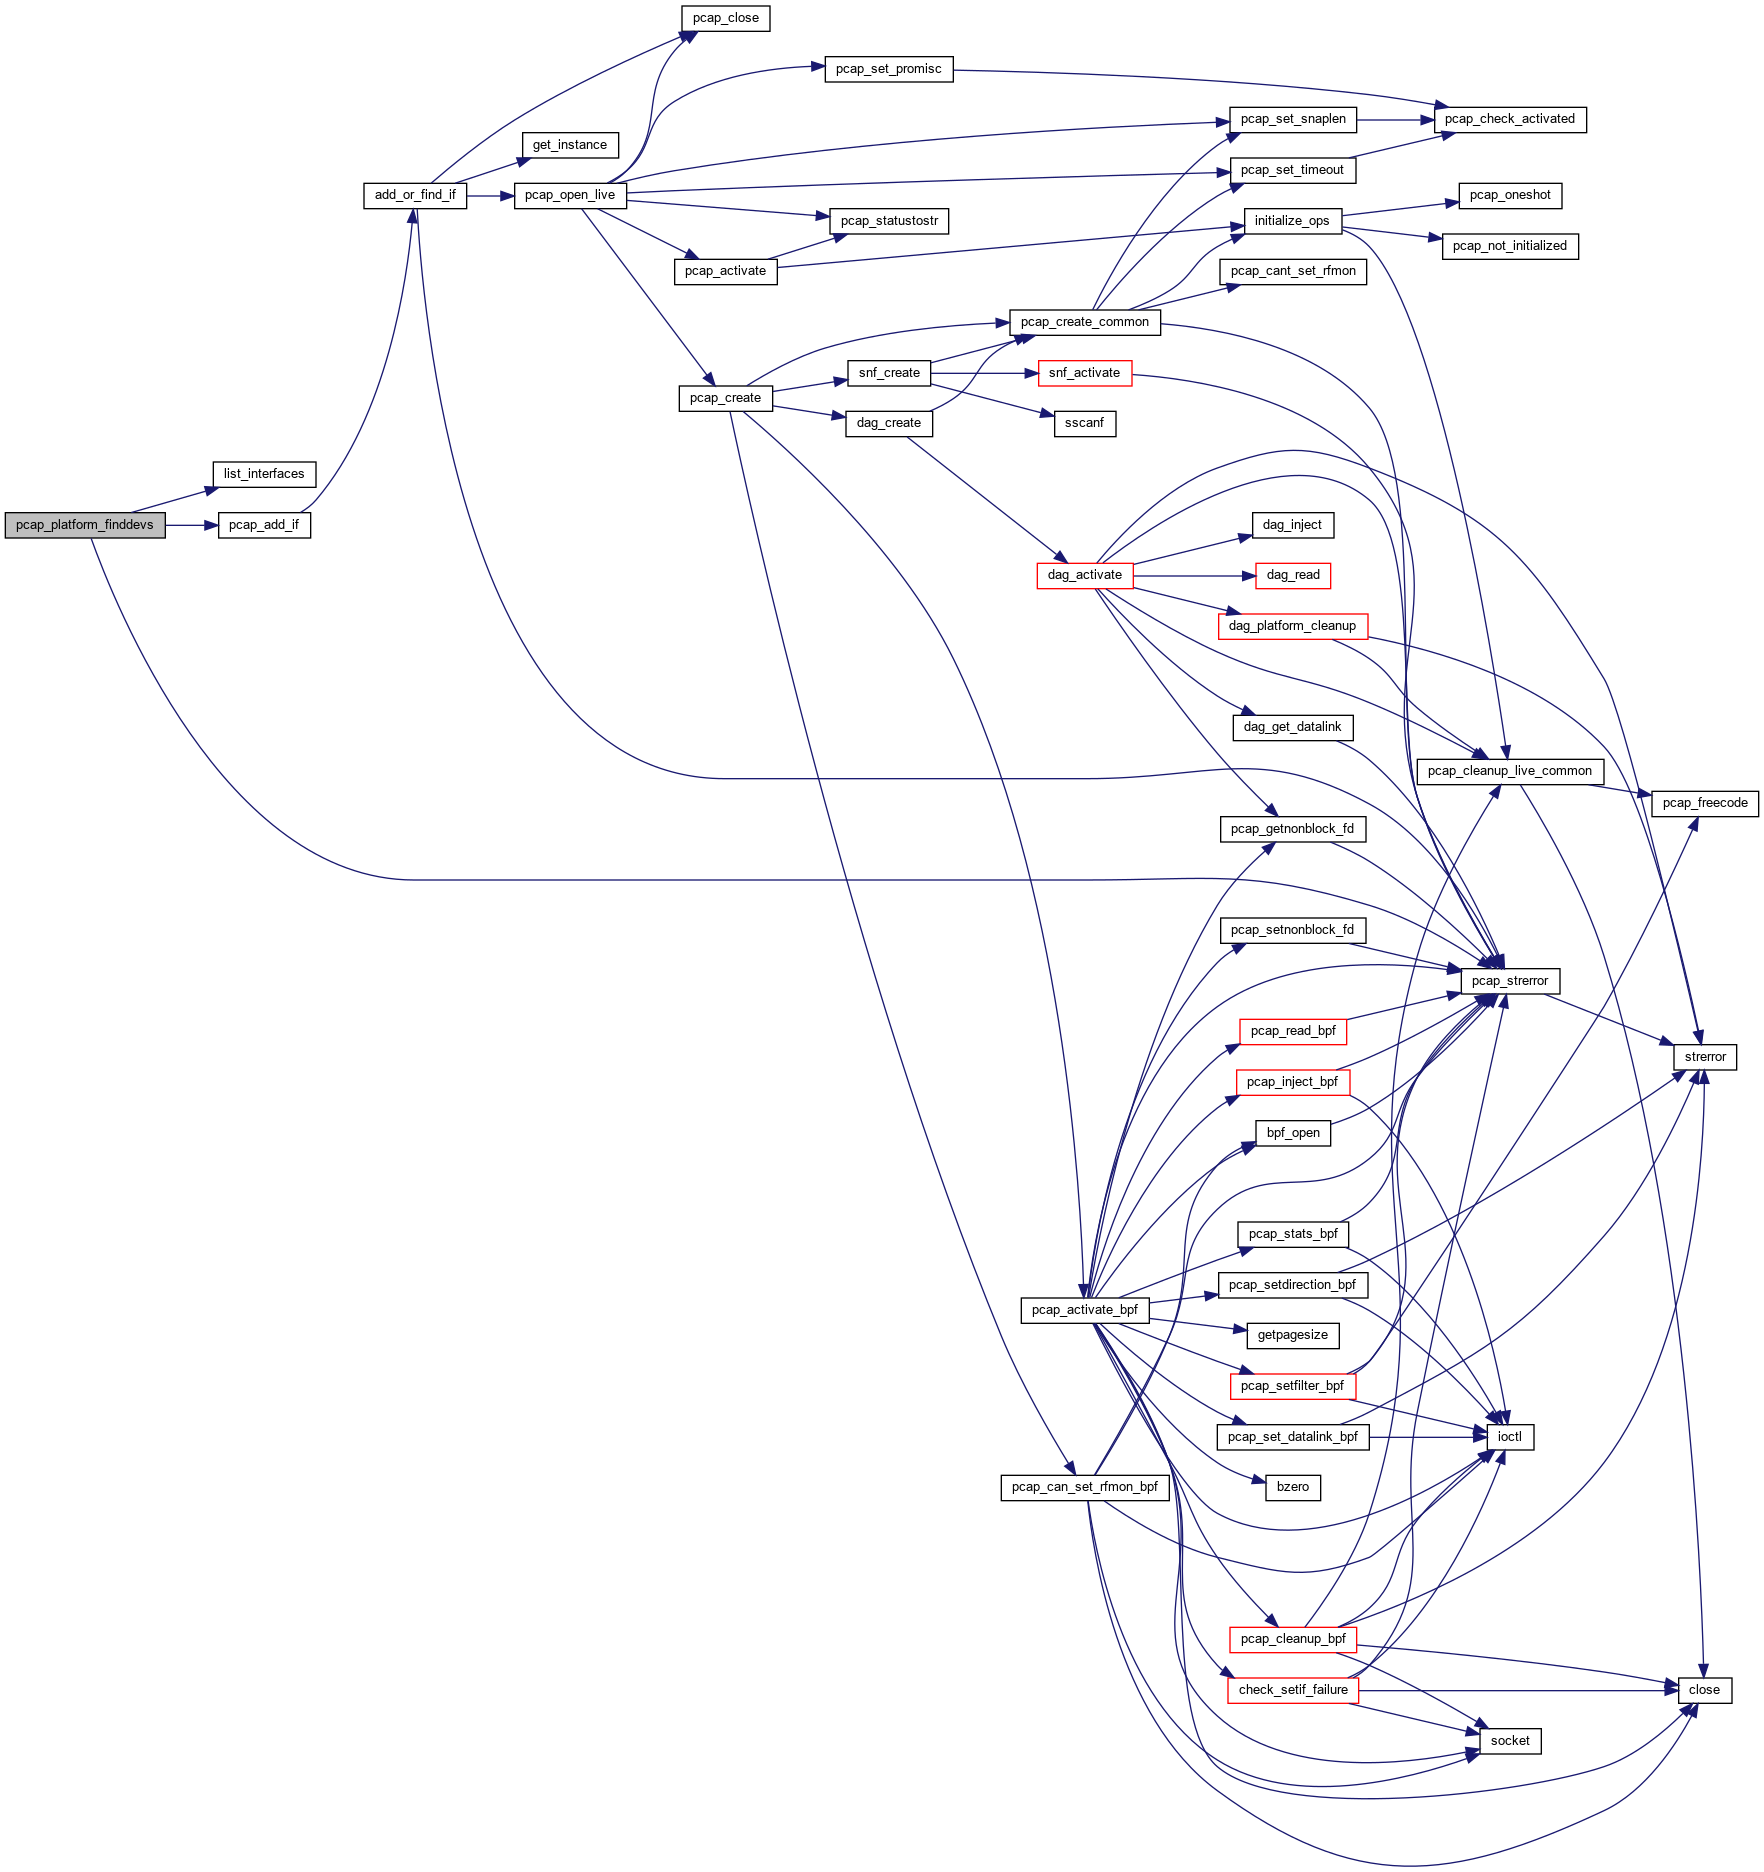 pcap_close
pcap_set_promisc
pcap_set_snaplen
pcap_check_activated
get_instance
pcap_set_timeout
add_or_find_if
pcap_open_live
pcap_oneshot
pcap_statustostr
initialize_ops
pcap_not_initialized
pcap_activate
pcap_cant_set_rfmon
pcap_create_common
snf_create
snf_activate
pcap_create
dag_create
sscanf
list_interfaces
pcap_platform_finddevs
pcap_add_if
dag_inject
dag_activate
dag_read
dag_platform_cleanup
dag_get_datalink
pcap_cleanup_live_common
pcap_freecode
pcap_getnonblock_fd
pcap_setnonblock_fd
pcap_strerror
pcap_read_bpf
strerror
pcap_inject_bpf
bpf_open
pcap_stats_bpf
pcap_setdirection_bpf
pcap_activate_bpf
getpagesize
pcap_setfilter_bpf
pcap_set_datalink_bpf
ioctl
pcap_can_set_rfmon_bpf
bzero
pcap_cleanup_bpf
check_setif_failure
close
socket